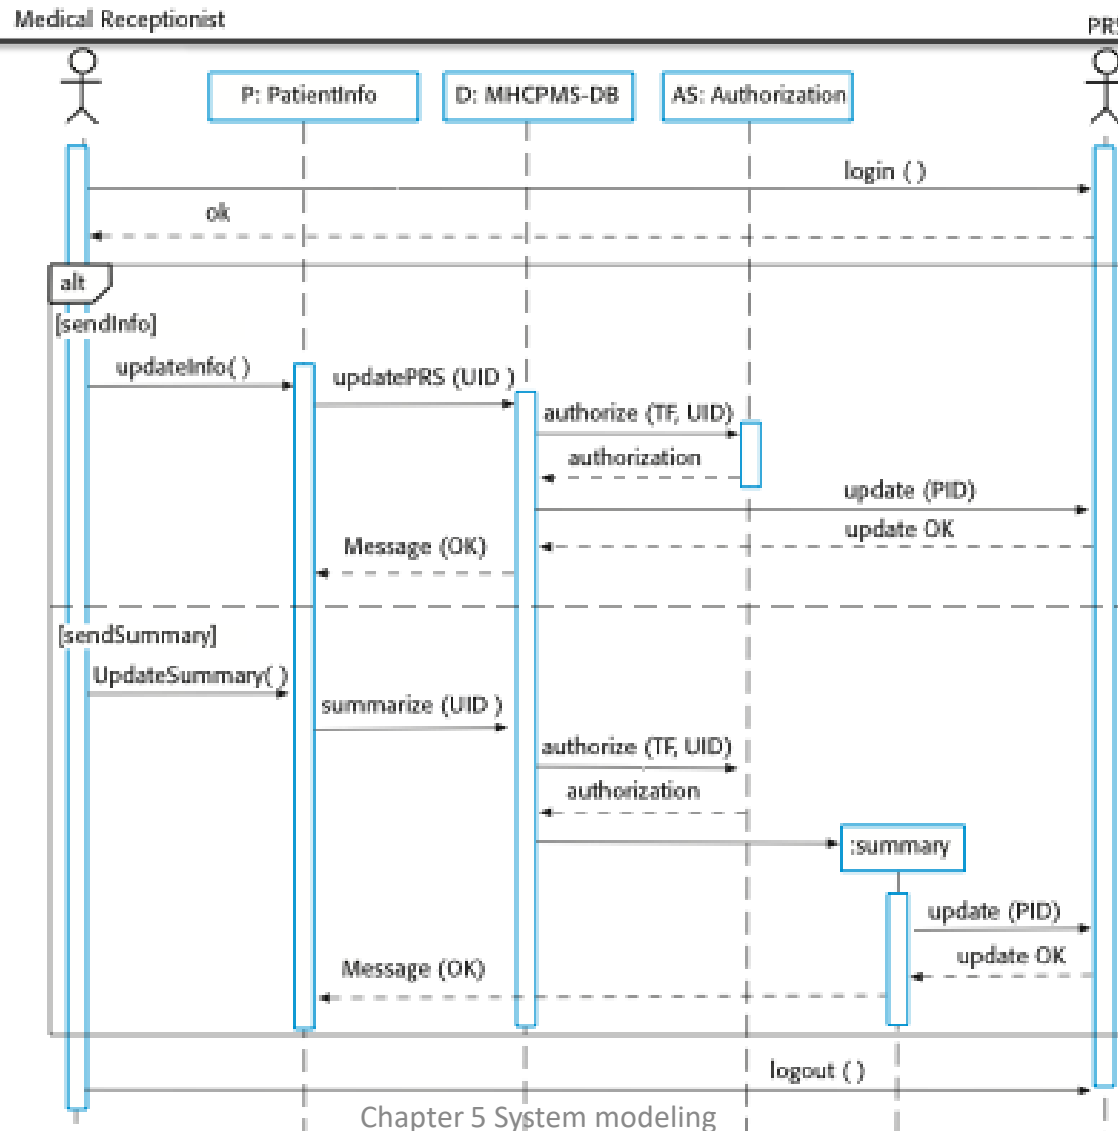 Medical Receptionist
PRS
P: PatientInfo
D: MHCPMS-DB
AS: Authorization
login ( )
ok
alt
[sendInfo]
updateInfo( )
updatePRS (UID )
authorize (TF, UID)
authorization
update (PID)
update OK
Message (OK)
[sendSummary]
UpdateSummary( )
summarize (UID )
authorize (TF, UID)
authorization
:summary
update (PID)
update OK
Message (OK)
logout ( )
Chapter 5 System modeling